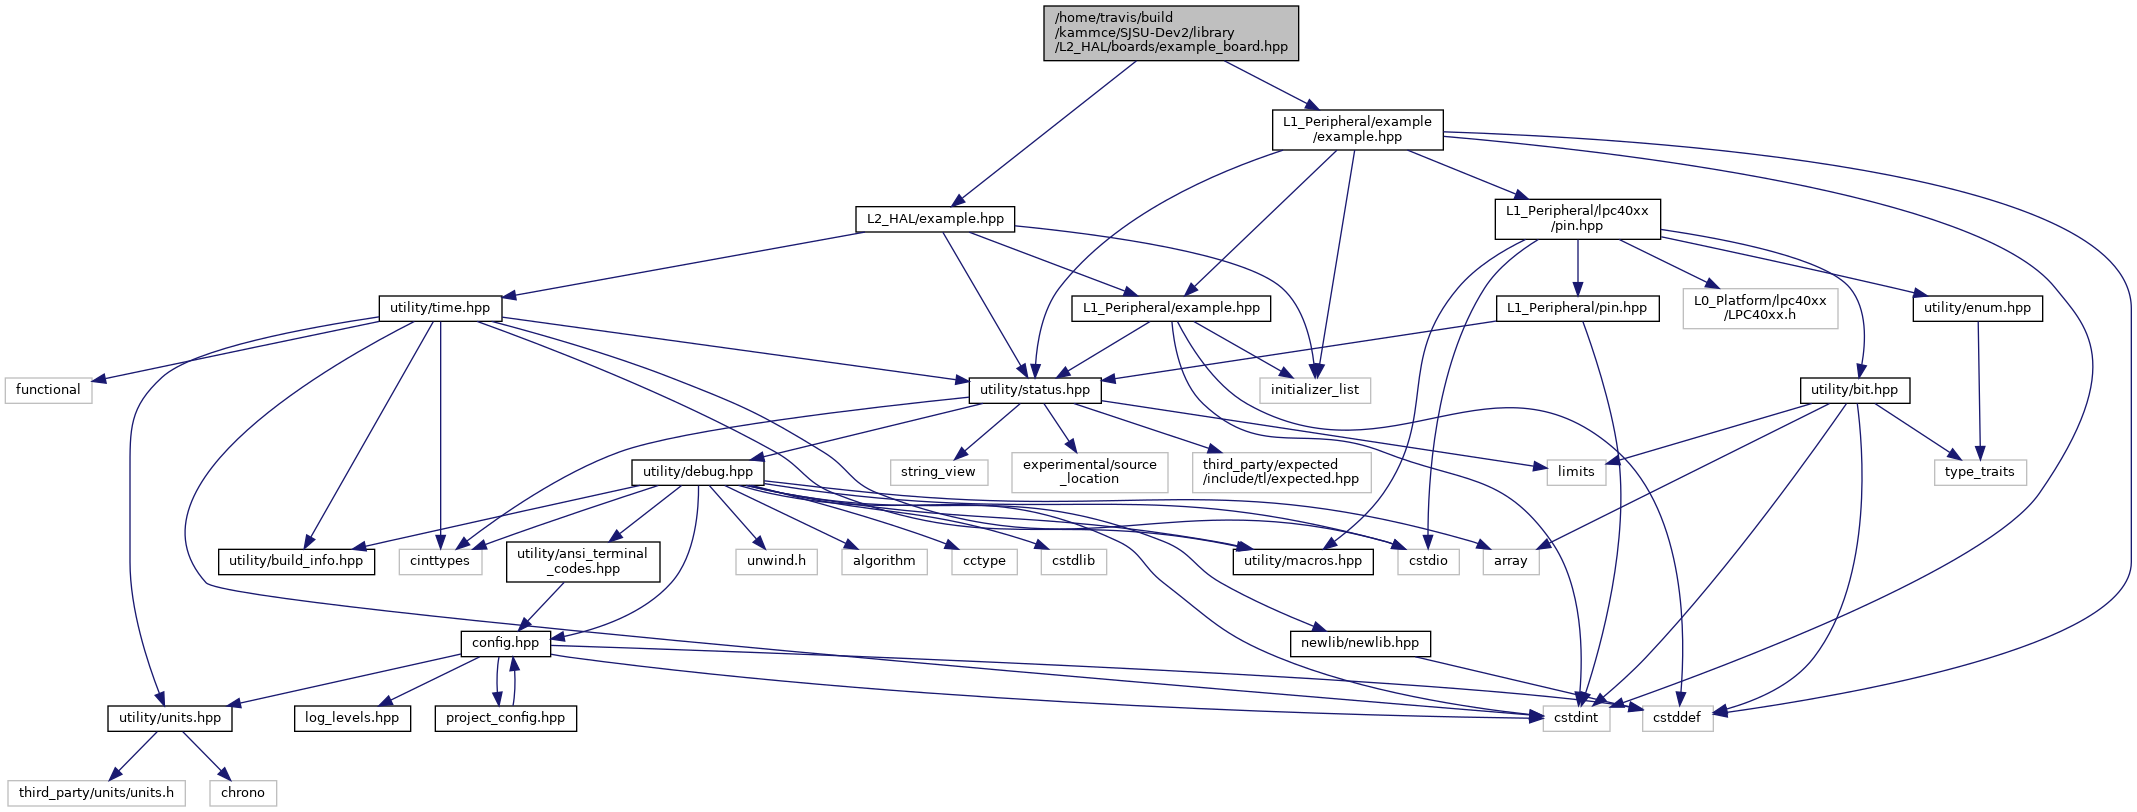 /home/travis/build
/kammce/SJSU-Dev2/library
/L2_HAL/boards/example_board.hpp
L1_Peripheral/example
/example.hpp
L2_HAL/example.hpp
L1_Peripheral/lpc40xx
/pin.hpp
utility/time.hpp
L1_Peripheral/example.hpp
L1_Peripheral/pin.hpp
L0_Platform/lpc40xx
/LPC40xx.h
utility/enum.hpp
functional
utility/status.hpp
initializer_list
utility/bit.hpp
utility/debug.hpp
string_view
experimental/source
_location
third_party/expected
/include/tl/expected.hpp
limits
type_traits
utility/build_info.hpp
cinttypes
utility/ansi_terminal
_codes.hpp
unwind.h
algorithm
cctype
cstdlib
utility/macros.hpp
cstdio
array
config.hpp
newlib/newlib.hpp
utility/units.hpp
log_levels.hpp
project_config.hpp
cstdint
cstddef
third_party/units/units.h
chrono